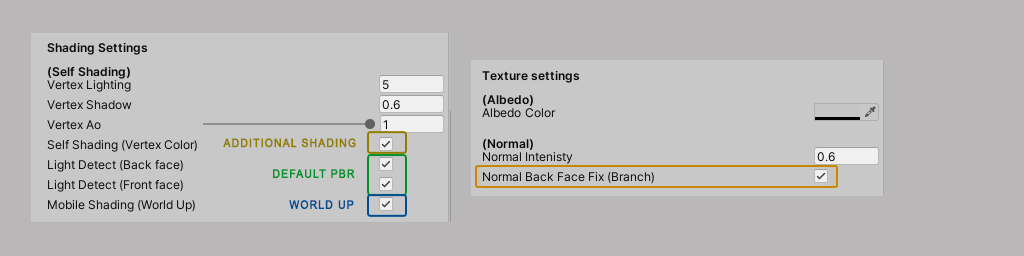 Shading Settings
(Self Shading)
Vertex Lighting 5
Vertex Shadow 0.6
Vertex Ao 1
Self Shading (Vertex Color) ADDITIONAL SHADING
Light Detect (Back face)
DEFAULT PBR
Light Detect (Front face)
Mobile Shading (World Up) WORLD UP
Texture settings
(Albedo)
Albedo Color
(Normal)
Normal Intenisty 0.6
Normal Back Face Fix (Branch)